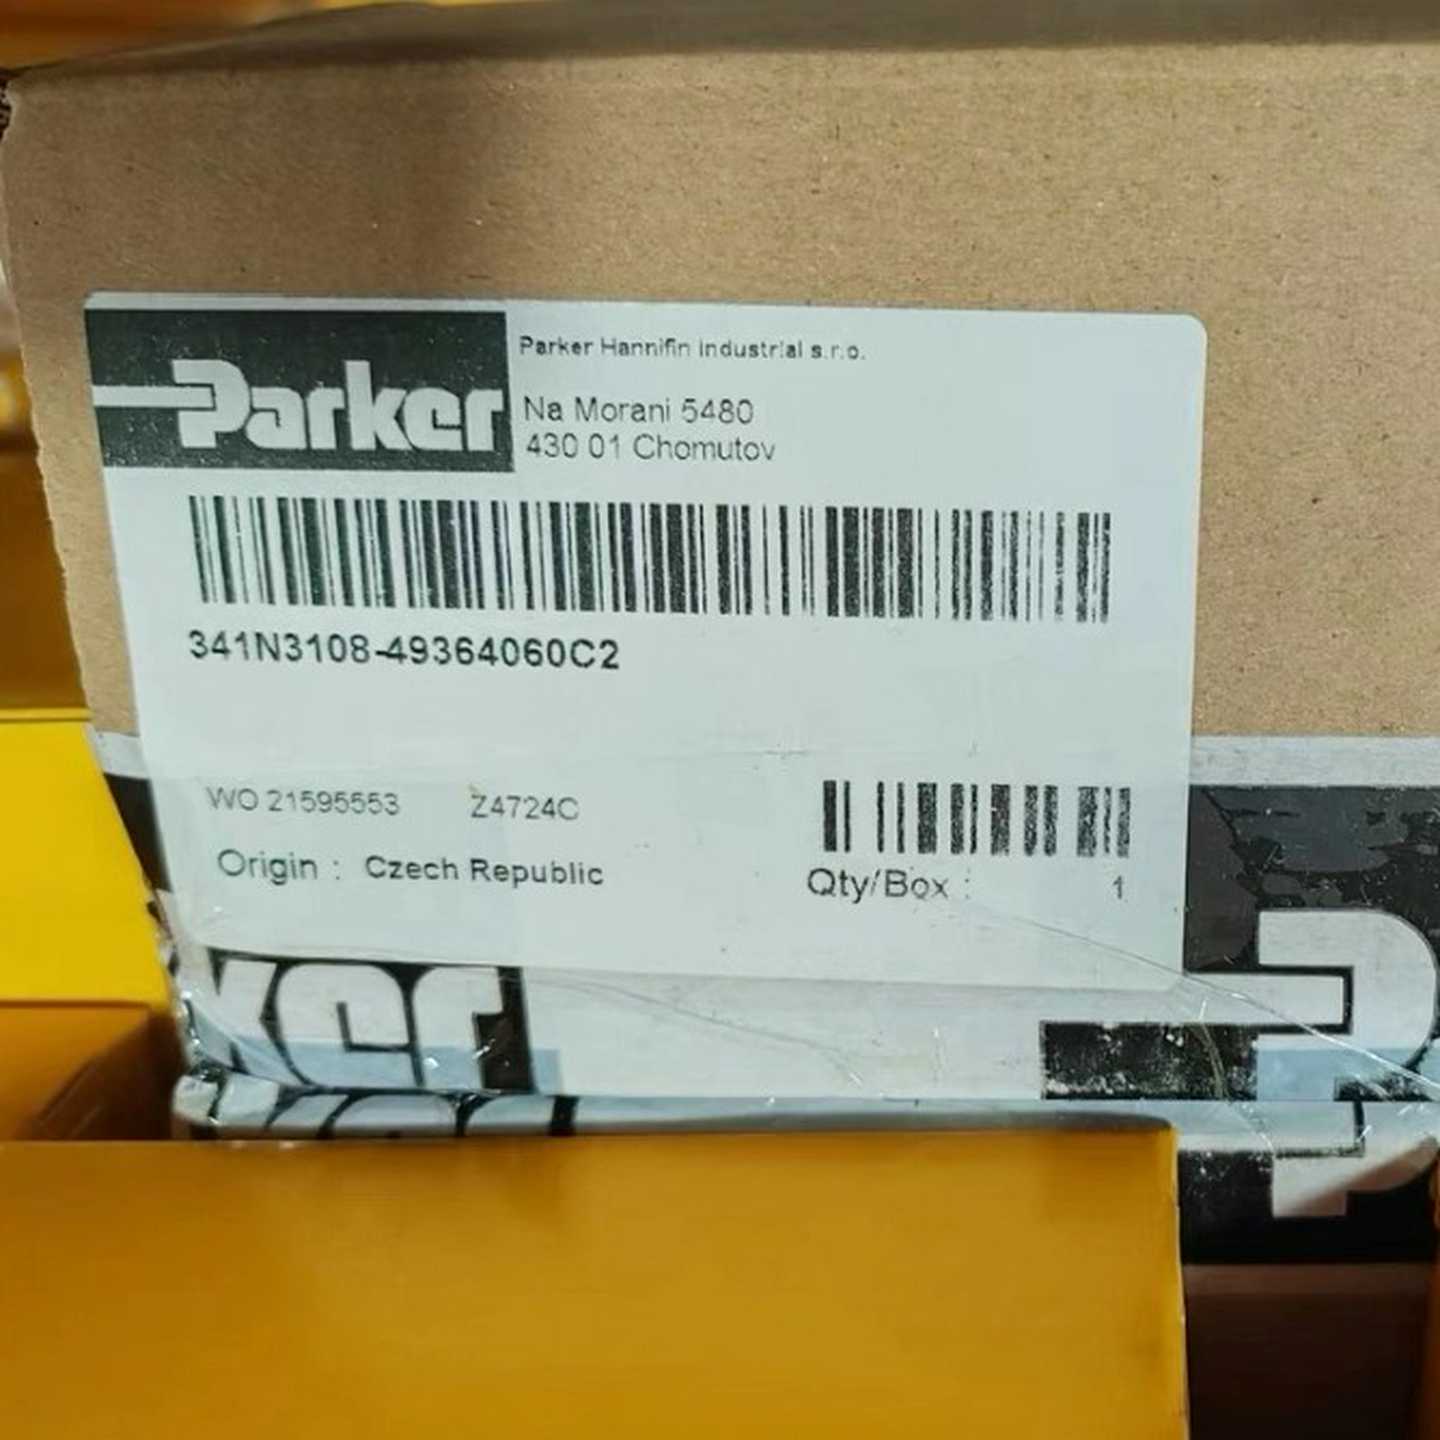 Parker
Parker Hannifin Industrial s.r.o.
Na Morani 5480
430 01 Chomutov
341N3108-49364060C2
WO 21595553 Z4724C
Origin : Czech Republic
Qty/Box : 1